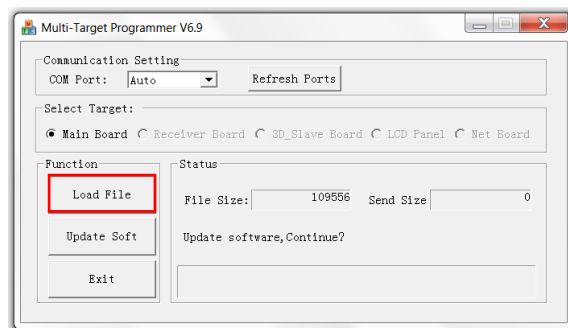 Multi-Target Programmer V6.9
Communication Setting
COM Port: Auto Refresh Ports
Select Target:
Main Board Receiver Board 3D_Slave Board LCD Panel Net Board
Function Status
Load File File Size: 109556 Send Size 0
Update Soft Update software,Continue?
Exit